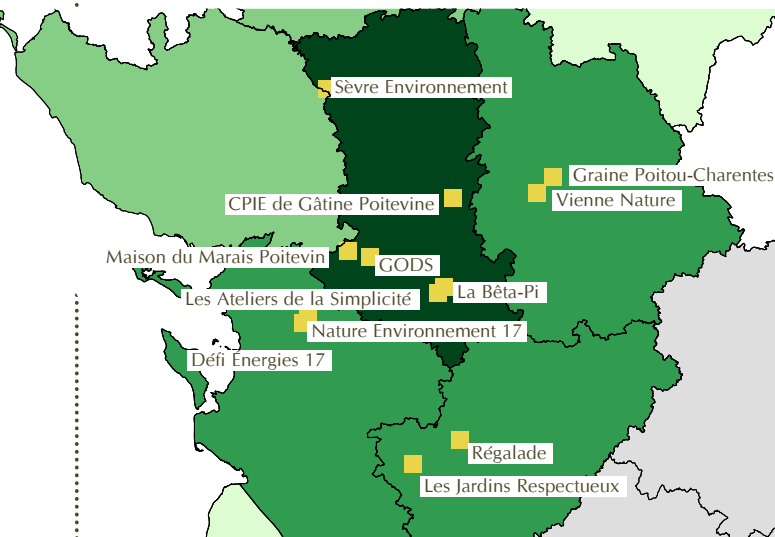 Sèvre Environnement
Graine Poitou-Charentes
Vienne Nature
CPIE de Gâtine Poitevine
Maison du Marais Poitevin
GODS
La Bêta-Pi
Les Ateliers de la Simplicité
Nature Environnement 17
Défi Energies 17
Régalade
Les Jardins Respectueux